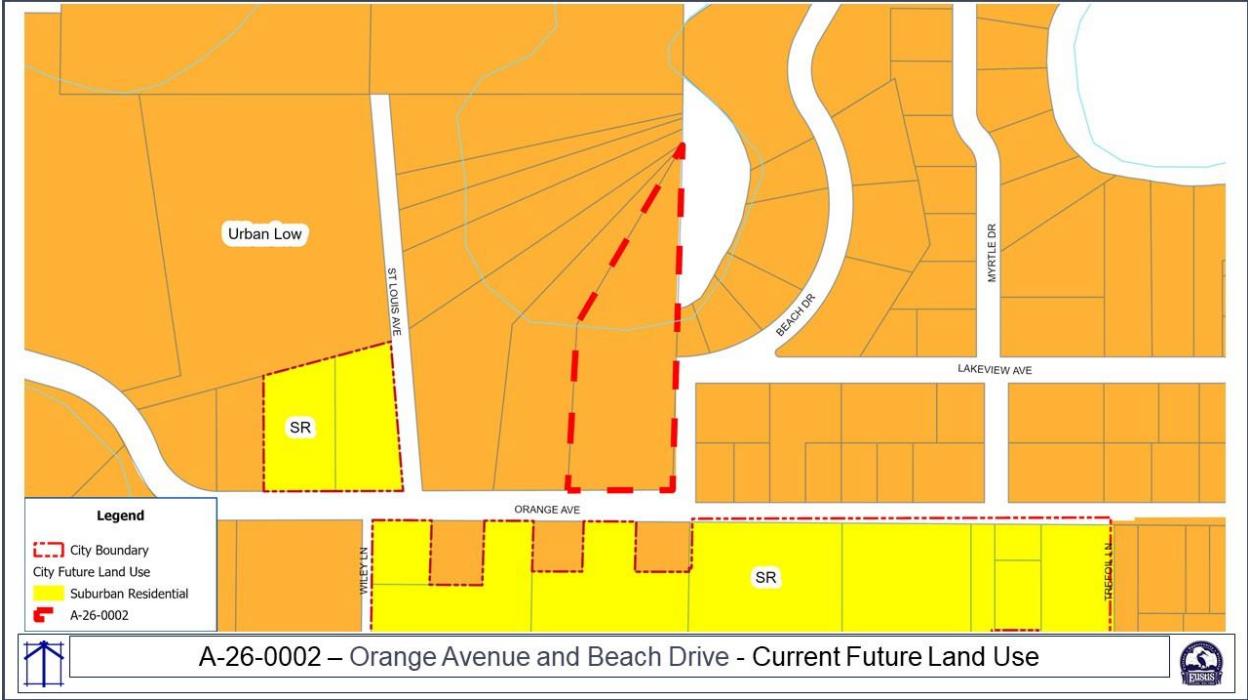 Urban Low
ST LOUIS AVE
BEACH DR
MYRTLE DR
LAKEVIEW AVE
SR
ORANGE AVE
WILEY LN
SR
TREFOIL LN
Legend
City Boundary
City Future Land Use
Suburban Residential
A-26-0002
A-26-0002 – Orange Avenue and Beach Drive - Current Future Land Use
EUSTIS